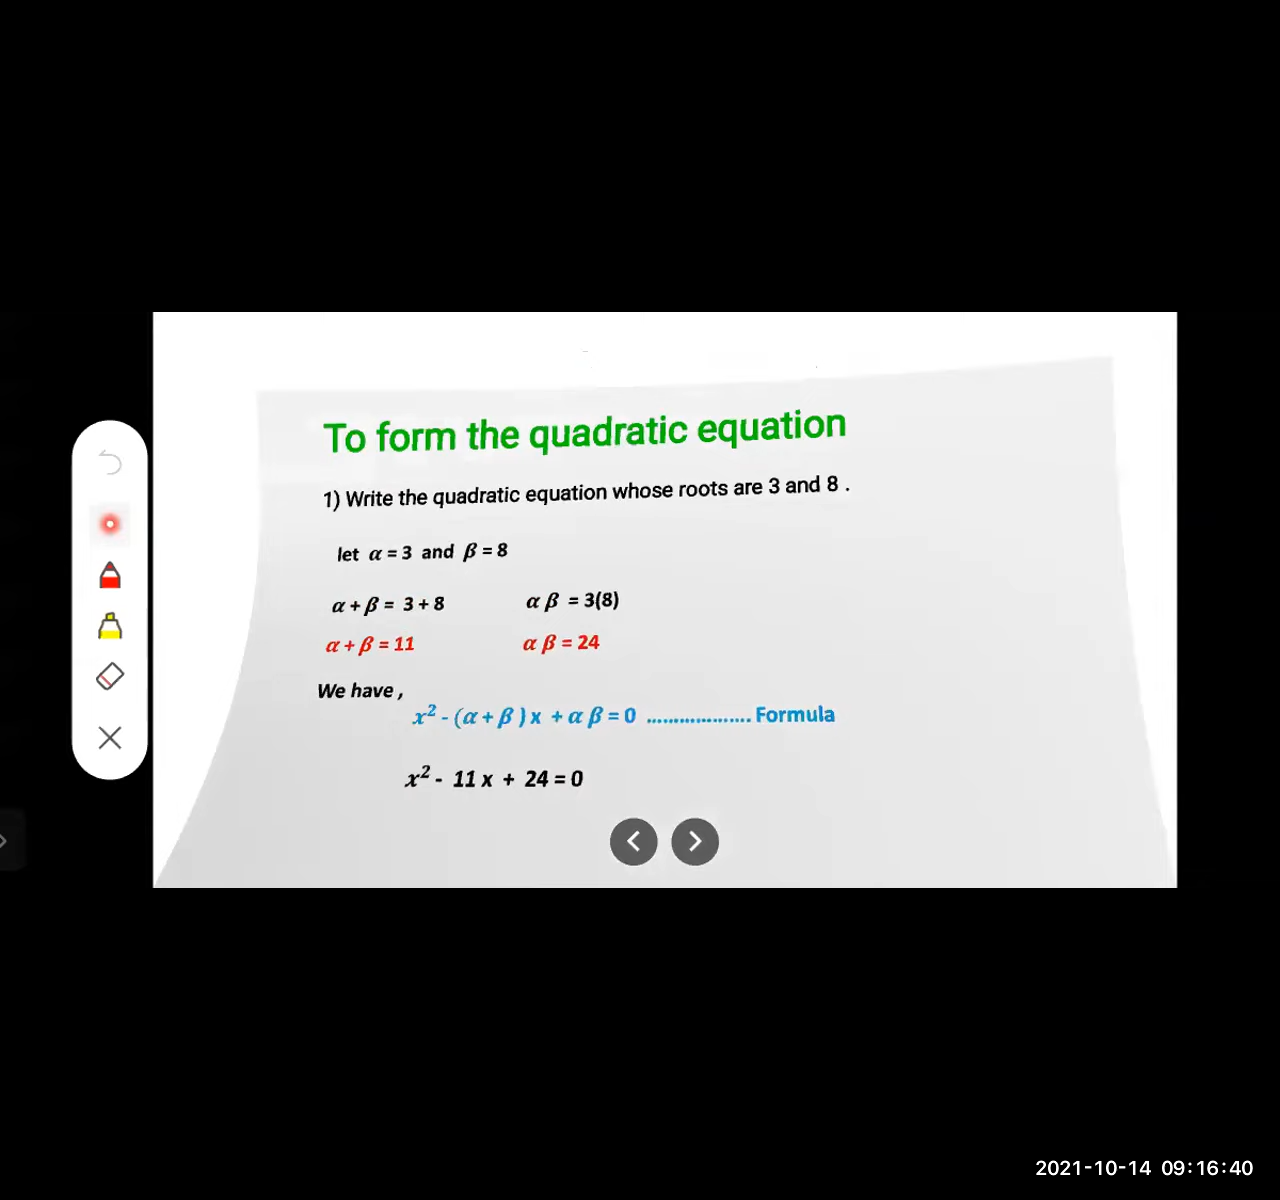 To form the quadratic equation
1) Write the quadratic equation whose roots are 3 and 8 .
let α = 3 and β = 8
α + β = 3 + 8 α β = 3(8)
α + β = 11 α β = 24
We have ,
x² - (α + β ) x + α β = 0 ................... Formula
x² - 11 x + 24 = 0
2021-10-14 09:16:40